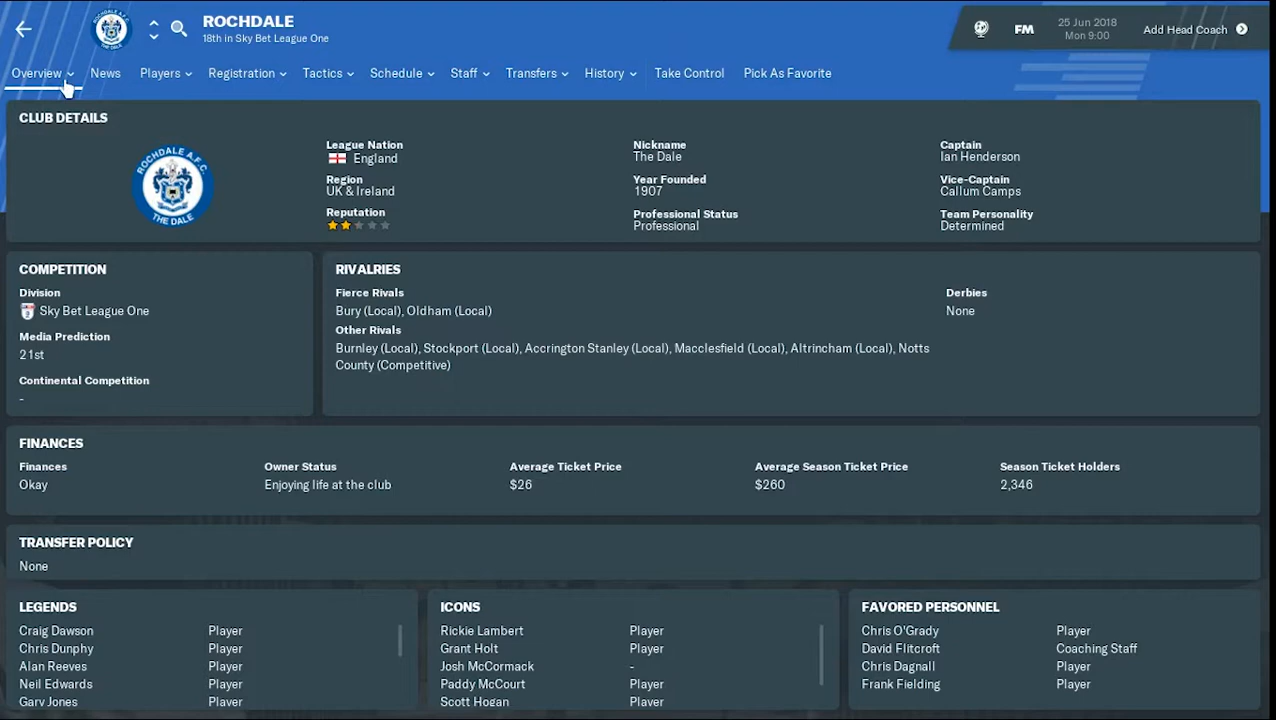 ROCHDALE
18th in Sky Bet League One
FM
25 Jun 2018
Mon 9:00
Add Head Coach
Overview
News
Players
Registration
Tactics
Schedule
Staff
Transfers
History
Take Control
Pick As Favorite
CLUB DETAILS
ROCHDALE A.F.C.
THE DALE
League Nation
England
Region
UK & Ireland
Reputation
Nickname
The Dale
Year Founded
1907
Professional Status
Professional
Captain
Ian Henderson
Vice-Captain
Callum Camps
Team Personality
Determined
COMPETITION
Division
Sky Bet League One
Media Prediction
21st
Continental Competition
-
RIVALRIES
Fierce Rivals
Bury (Local), Oldham (Local)
Other Rivals
Burnley (Local), Stockport (Local), Accrington Stanley (Local), Macclesfield (Local), Altrincham (Local), Notts
County (Competitive)
Derbies
None
FINANCES
Finances
Okay
Owner Status
Enjoying life at the club
Average Ticket Price
$26
Average Season Ticket Price
$260
Season Ticket Holders
2,346
TRANSFER POLICY
None
LEGENDS
Craig Dawson Player
Chris Dunphy Player
Alan Reeves Player
Neil Edwards Player
Gary Jones Player
ICONS
Rickie Lambert Player
Grant Holt Player
Josh McCormack -
Paddy McCourt Player
Scott Hogan Player
FAVORED PERSONNEL
Chris O'Grady Player
David Flitcroft Coaching Staff
Chris Dagnall Player
Frank Fielding Player